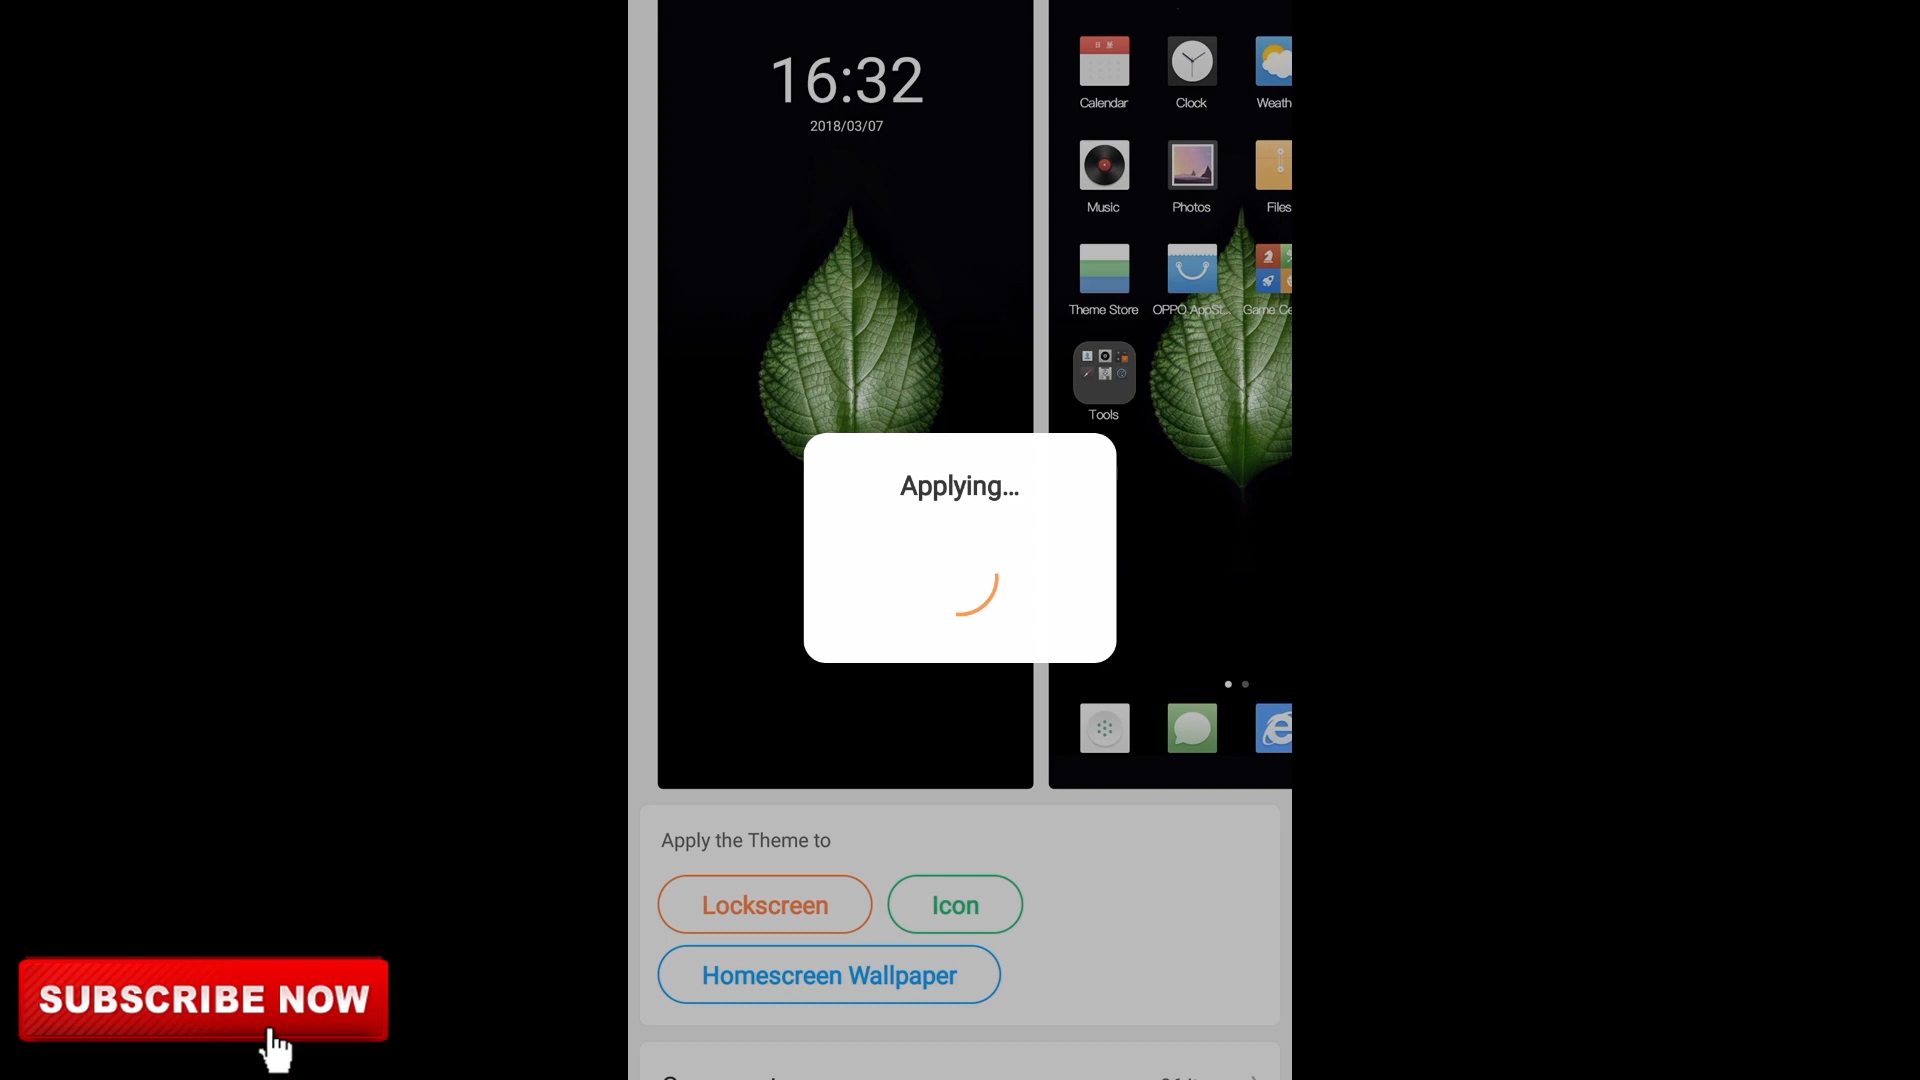 16:32
2018/03/07
Calendar
Clock
Weath
Music
Photos
Files
Theme Store
OPPO AppSt...
Game Ce
Tools
Applying...
Apply the Theme to
Lockscreen
Icon
Homescreen Wallpaper
SUBSCRIBE NOW